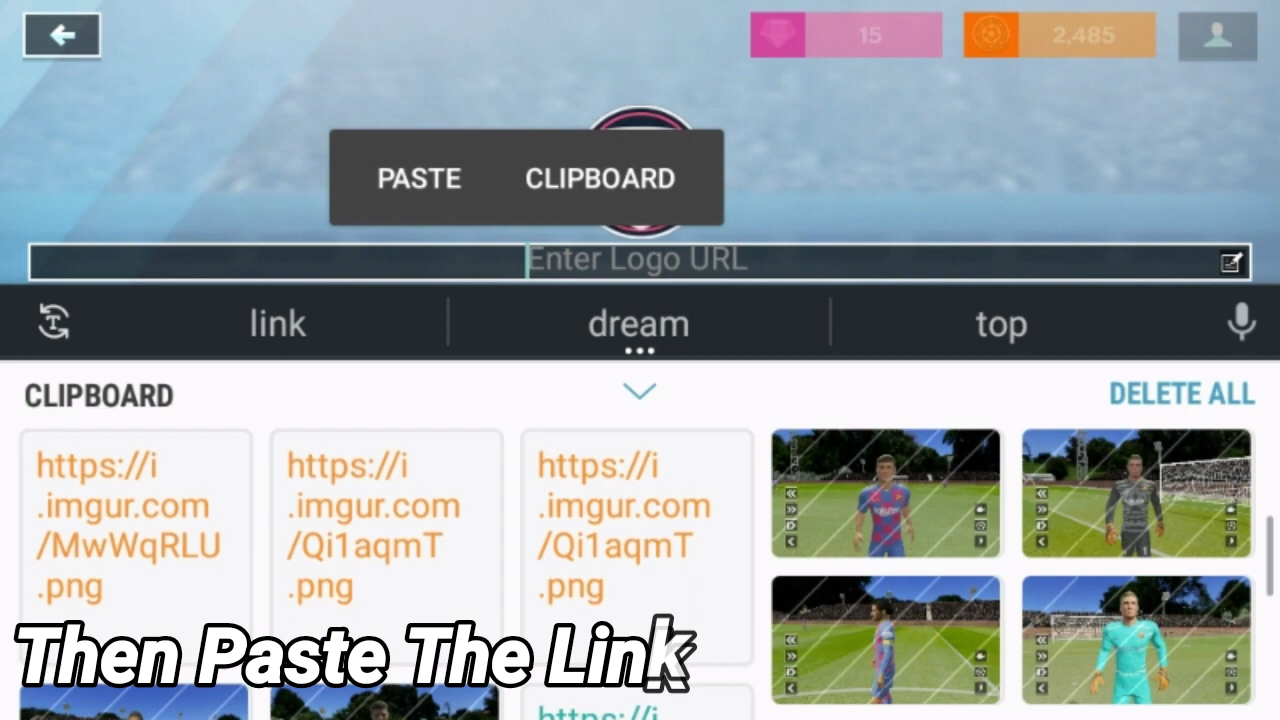 15
2,485
PASTE CLIPBOARD
Enter Logo URL
link dream top
CLIPBOARD
DELETE ALL
https://i
.imgur.com
/MwWqRLU
.png
https://i
.imgur.com
/Qi1aqmT
.png
https://i
.imgur.com
/Qi1aqmT
.png
Then Paste The Link
https://i